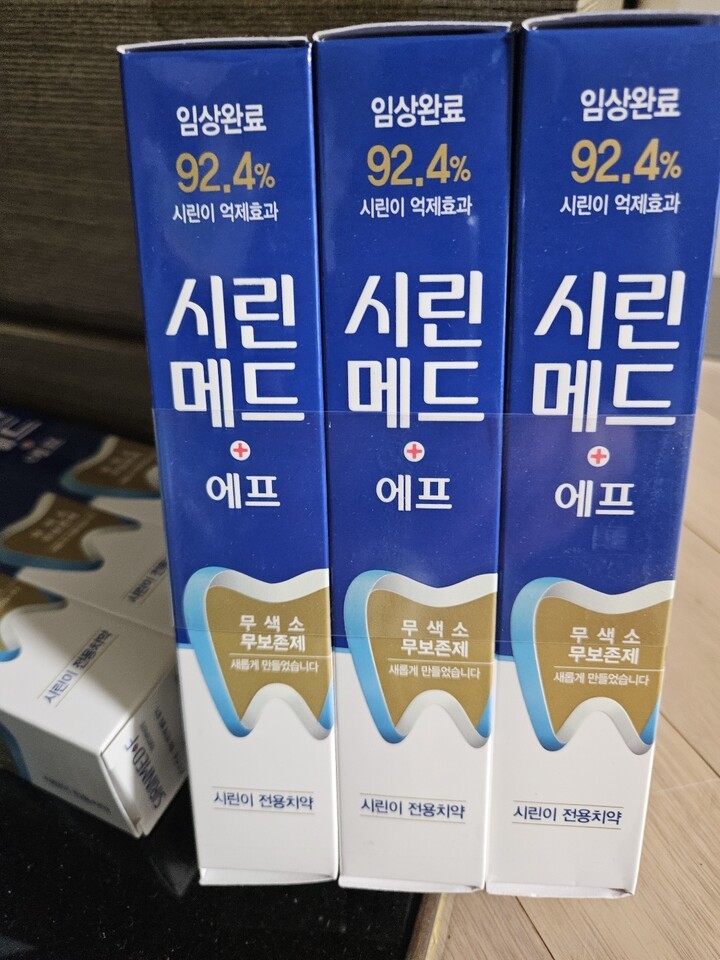 임상완료
92.4%
시린이 억제효과
시린
메드
에프
무색소
무보존제
새롭게 만들었습니다
시린이 전용치약
임상완료
92.4%
시린이 억제효과
시린
메드
에프
무색소
무보존제
새롭게 만들었습니다
시린이 전용치약
임상완료
92.4%
시린이 억제효과
시린
메드
에프
무색소
무보존제
새롭게 만들었습니다
시린이 전용치약
메드
시린이 전용치약